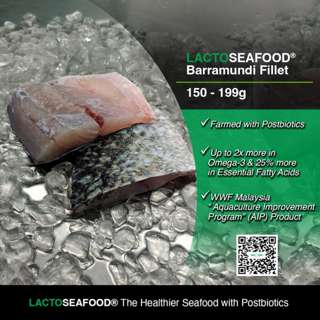 LACTOSEAFOOD®
Barramundi Fillet
150 - 199g
Farmed with Postbiotics
Up to 2x more in
Omega-3 & 25% more
in Essential Fatty Acids
WWF Malaysia
"Aquaculture Improvement
Program" (AIP) Product
LACTOSEAFOOD® The Healthier Seafood with Postbiotics